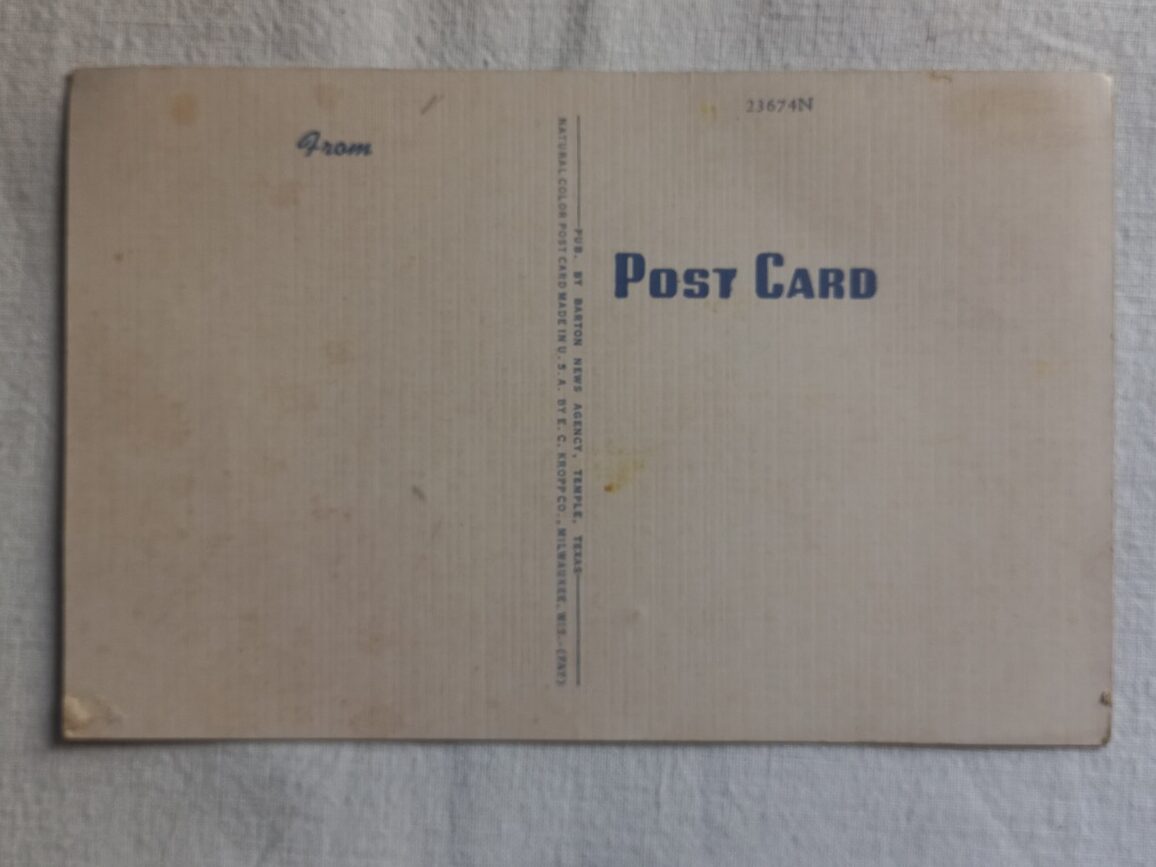 23674N
From
POST CARD
PUB. BY BARTON NEWS AGENCY, TEMPLE, TEXAS
NATURAL COLOR POST CARD MADE IN U.S.A. BY E. C. KROPP CO., MILWAUKEE, WIS.